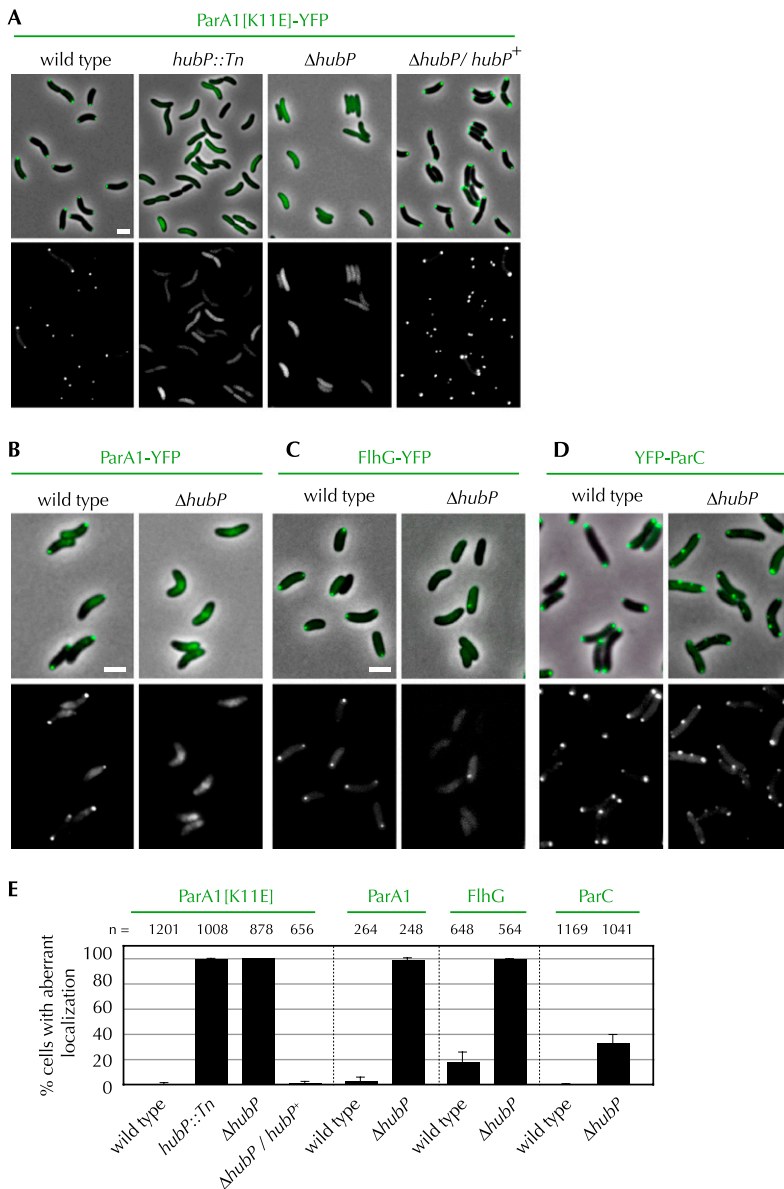 A
ParA1[K11E]-YFP
wild type hubP::Tn ΔhubP ΔhubP/ hubP+
B C D
ParA1-YFP FlhG-YFP YFP-ParC
wild type ΔhubP wild type ΔhubP wild type ΔhubP
E
ParA1[K11E] ParA1 FlhG ParC
n = 1201 1008 878 656 264 248 648 564 1169 1041
% cells with aberrant
localization
100
80
60
40
20
0
wild type hubP::Tn ΔhubP ΔhubP / hubP+ wild type ΔhubP wild type ΔhubP wild type ΔhubP